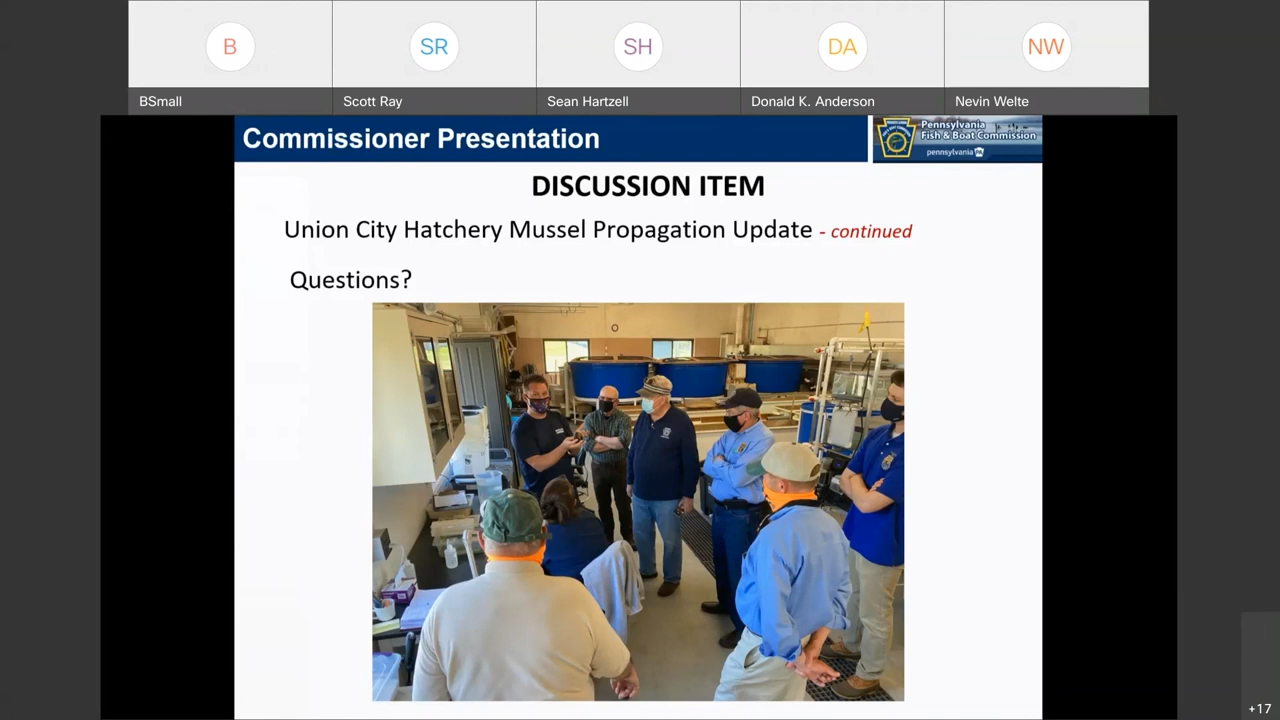 B
SR
SH
DA
NW
BSmall
Scott Ray
Sean Hartzell
Donald K. Anderson
Nevin Welte
Commissioner Presentation
Pennsylvania
Fish & Boat Commission
pennsylvania PA
DISCUSSION ITEM
Union City Hatchery Mussel Propagation Update - continued
Questions?
+17